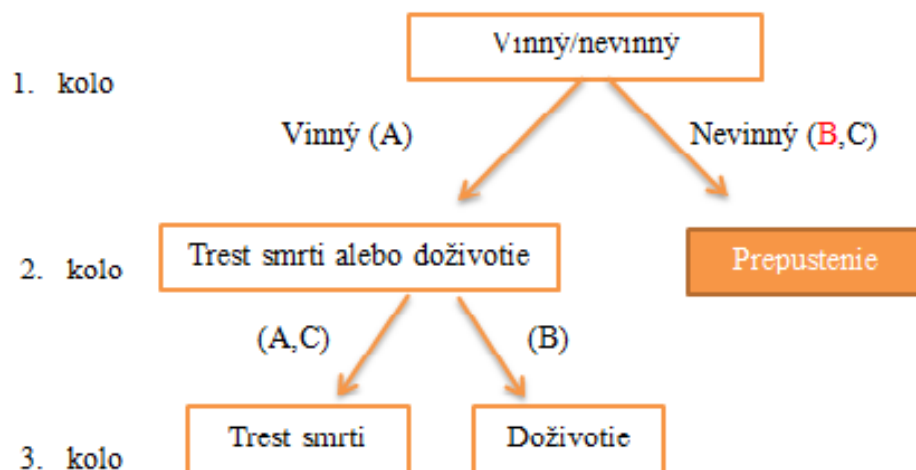 Vinný/nevinný
1. kolo
Vinný (A)
Nevinný (B,C)
Trest smrti alebo doživotie
Prepustenie
2. kolo
(A,C)
(B)
Trest smrti
Doživotie
3. kolo